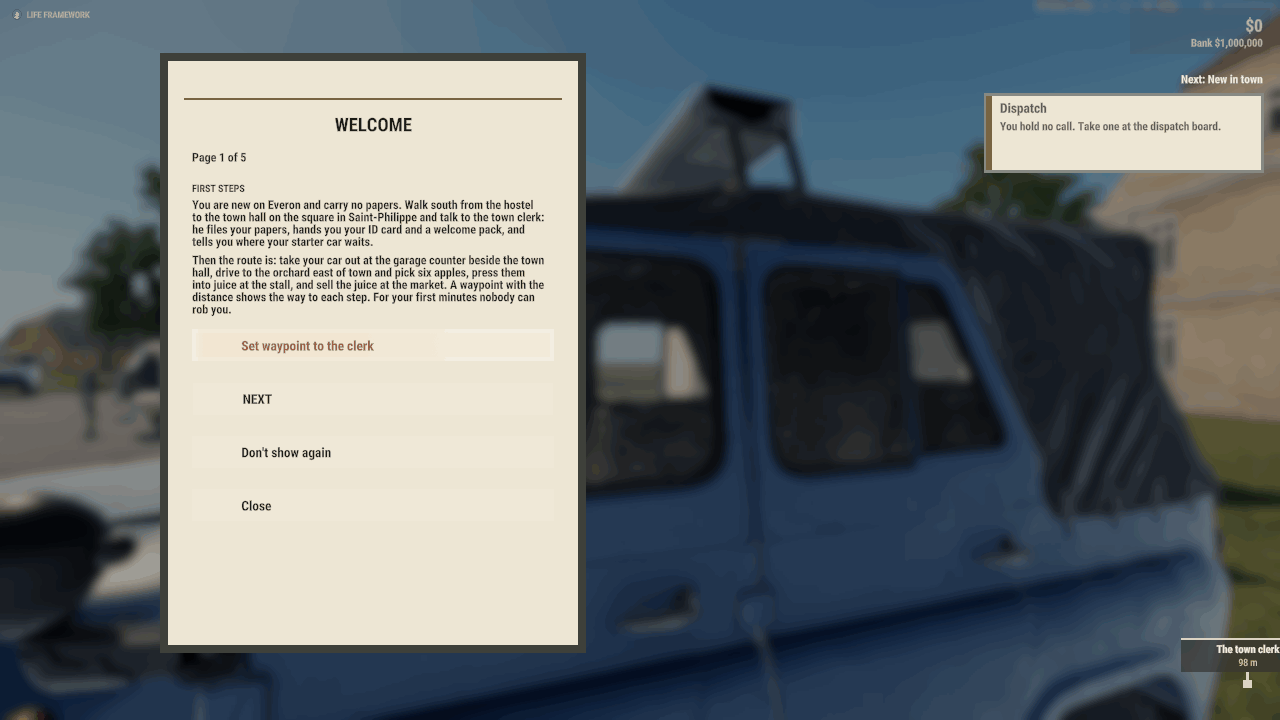 LIFE FRAMEWORK
$0
Bank $1,000,000
Next: New in town
Dispatch
You hold no call. Take one at the dispatch board.
WELCOME
Page 1 of 5
FIRST STEPS
You are new on Everon and carry no papers. Walk south from the hostel
to the town hall on the square in Saint-Philippe and talk to the town clerk:
he files your papers, hands you your ID card and a welcome pack, and
tells you where your starter car waits.
Then the route is: take your car out at the garage counter beside the town
hall, drive to the orchard east of town and pick six apples, press them
into juice at the stall, and sell the juice at the market. A waypoint with the
distance shows the way to each step. For your first minutes nobody can
rob you.
Set waypoint to the clerk
NEXT
Don't show again
Close
The town clerk
98 m